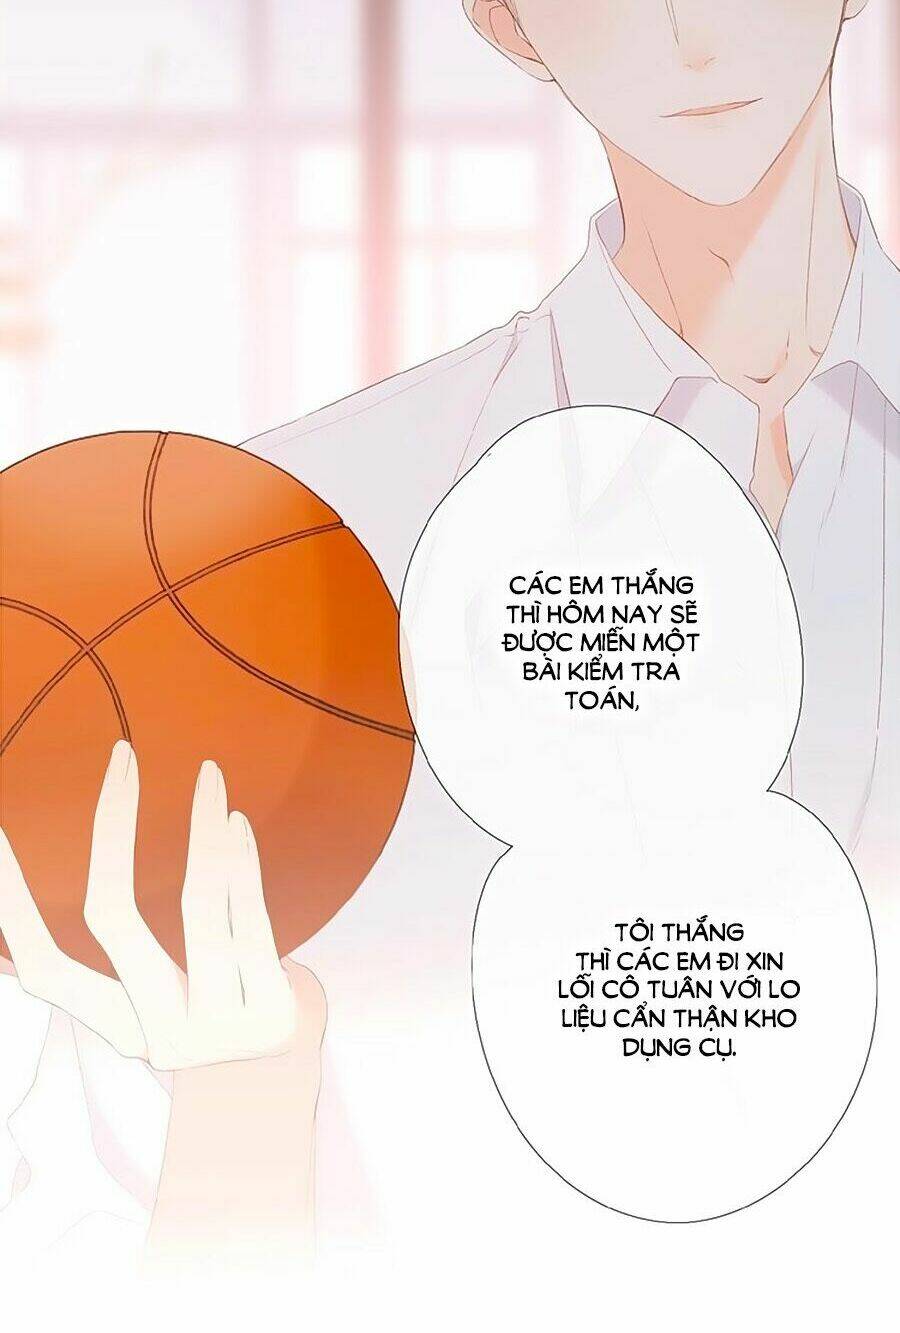 CÁC EM THẮNG
THÌ HÔM NAY SẼ
ĐƯỢC MIỄN MỘT
BÀI KIỂM TRA
TOÁN,
TÔI THẮNG
THÌ CÁC EM ĐI XIN
LỖI CÔ TUÂN VỚI LO
LIỆU CẨN THẬN KHO
DỤNG CỤ.